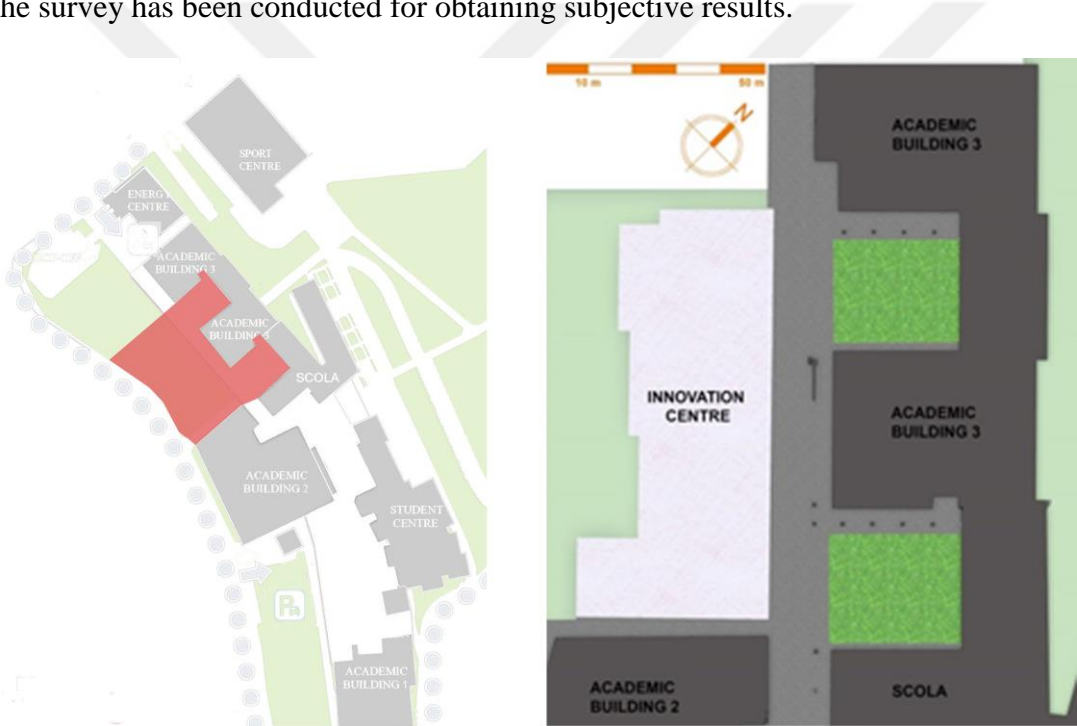 he survey has been conducted for obtaining subjective results.
SPORT
CENTRE
ENERGY
CENTRE
ACADEMIC
BUILDING 3
ACADEMIC
BUILDING 3
SCOLA
ACADEMIC
BUILDING 2
STUDENT
CENTRE
ACADEMIC
BUILDING 1
10 m
50 m
N
ACADEMIC
BUILDING 3
INNOVATION
CENTRE
ACADEMIC
BUILDING 3
ACADEMIC
BUILDING 2
SCOLA